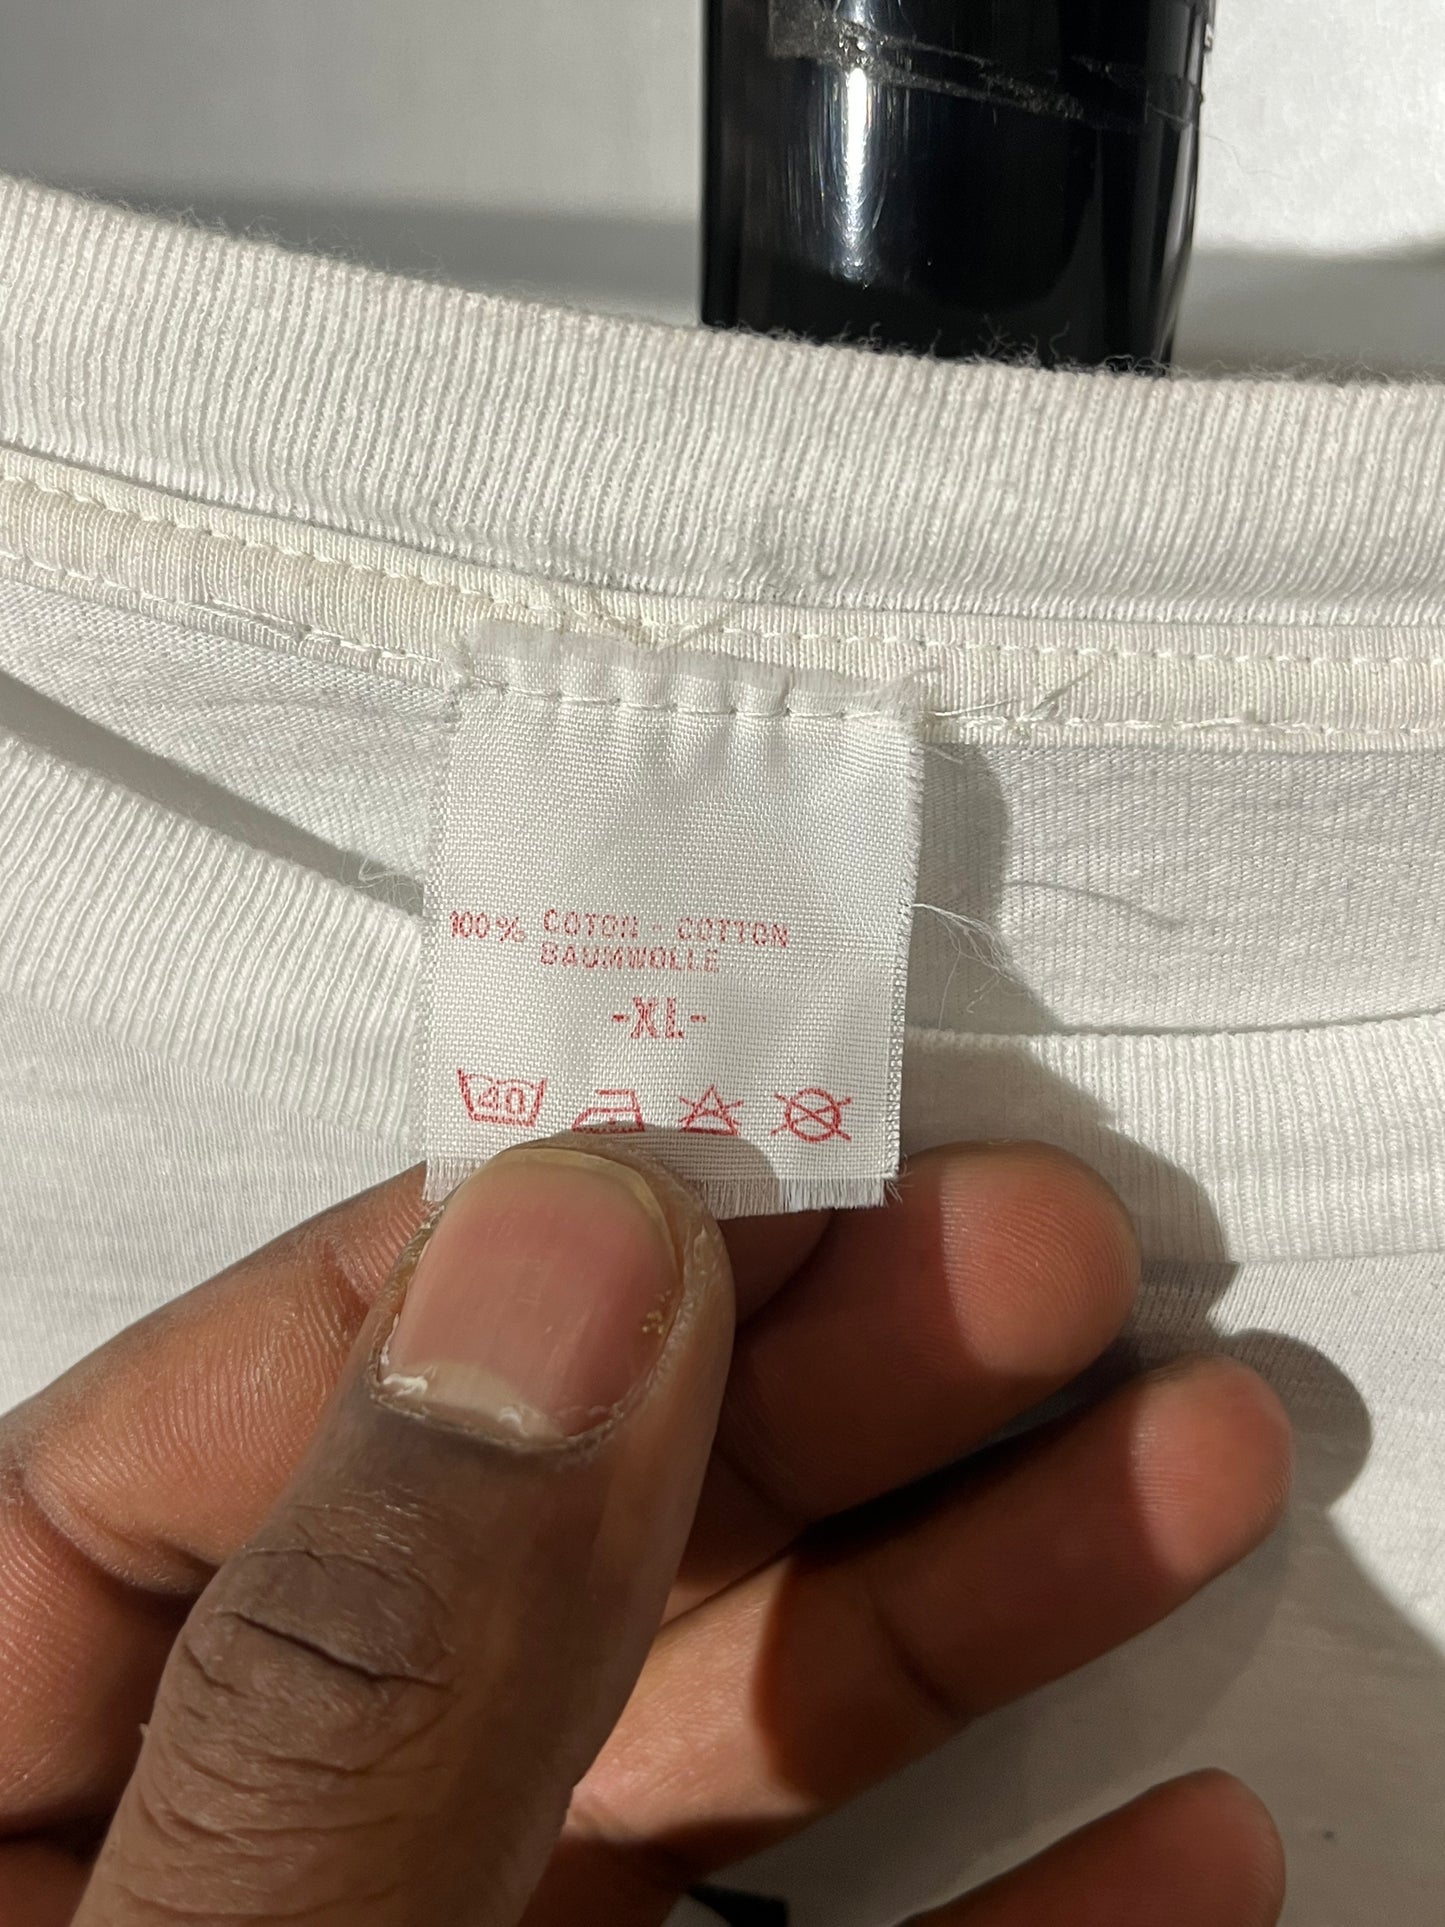 100% COTON - COTTON
BAUMWOLLE
-XL-
40